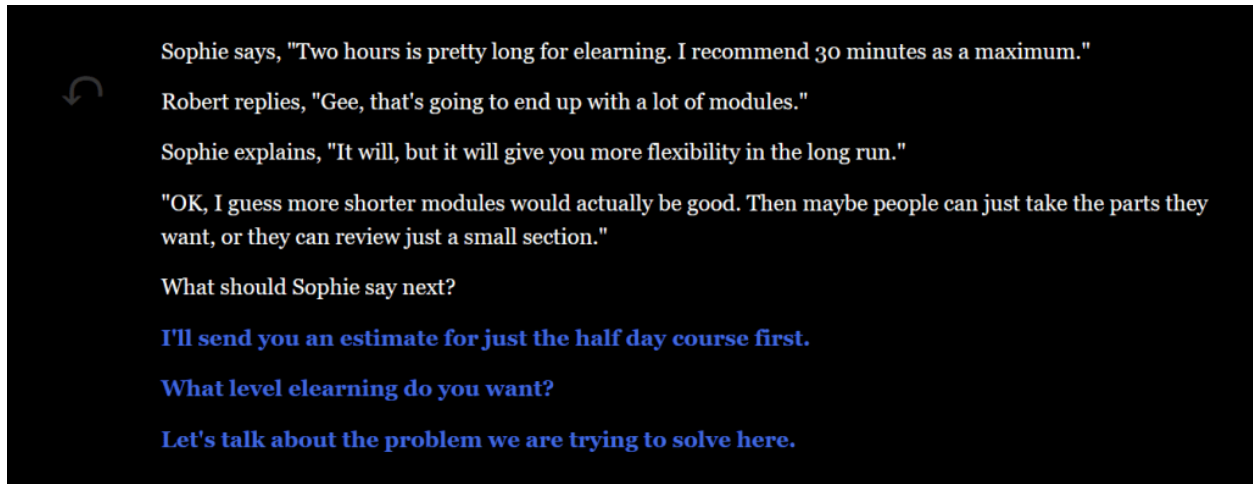 Sophie says, "Two hours is pretty long for elearning. I recommend 30 minutes as a maximum."
Robert replies, "Gee, that's going to end up with a lot of modules."
Sophie explains, "It will, but it will give you more flexibility in the long run."
"OK, I guess more shorter modules would actually be good. Then maybe people can just take the parts they
want, or they can review just a small section."
What should Sophie say next?
I'll send you an estimate for just the half day course first.
What level elearning do you want?
Let's talk about the problem we are trying to solve here.